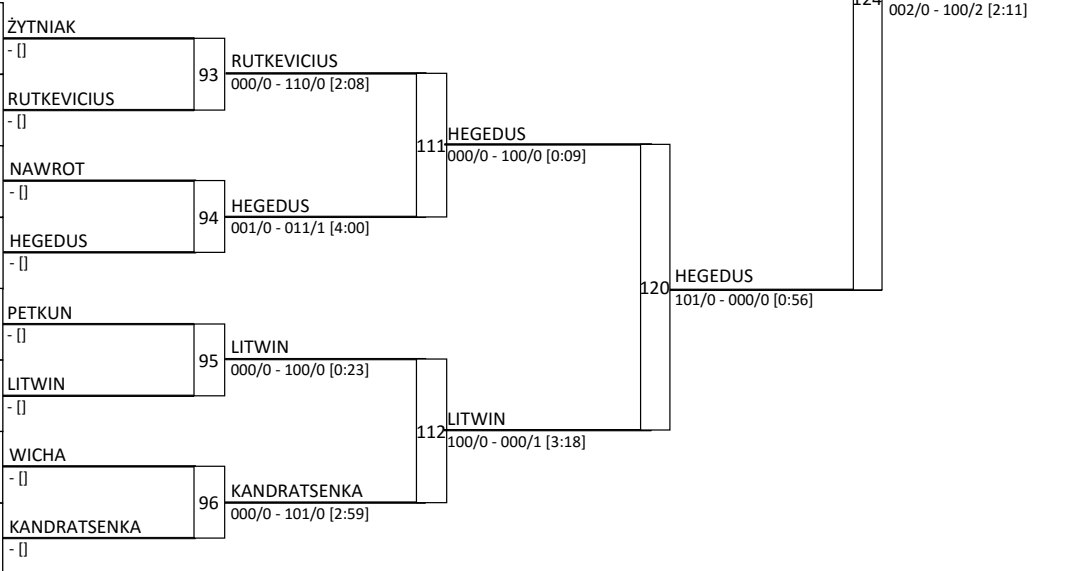 124
002/0 - 100/2 [2:11]
ŻYTNIAK
- []
93
RUTKEVICIUS
000/0 - 110/0 [2:08]
RUTKEVICIUS
- []
111
HEGEDUS
000/0 - 100/0 [0:09]
NAWROT
- []
94
HEGEDUS
001/0 - 011/1 [4:00]
HEGEDUS
- []
120
HEGEDUS
101/0 - 000/0 [0:56]
PETKUN
- []
95
LITWIN
000/0 - 100/0 [0:23]
LITWIN
- []
112
LITWIN
100/0 - 000/1 [3:18]
WICHA
- []
96
KANDRATSENKA
000/0 - 101/0 [2:59]
KANDRATSENKA
- []